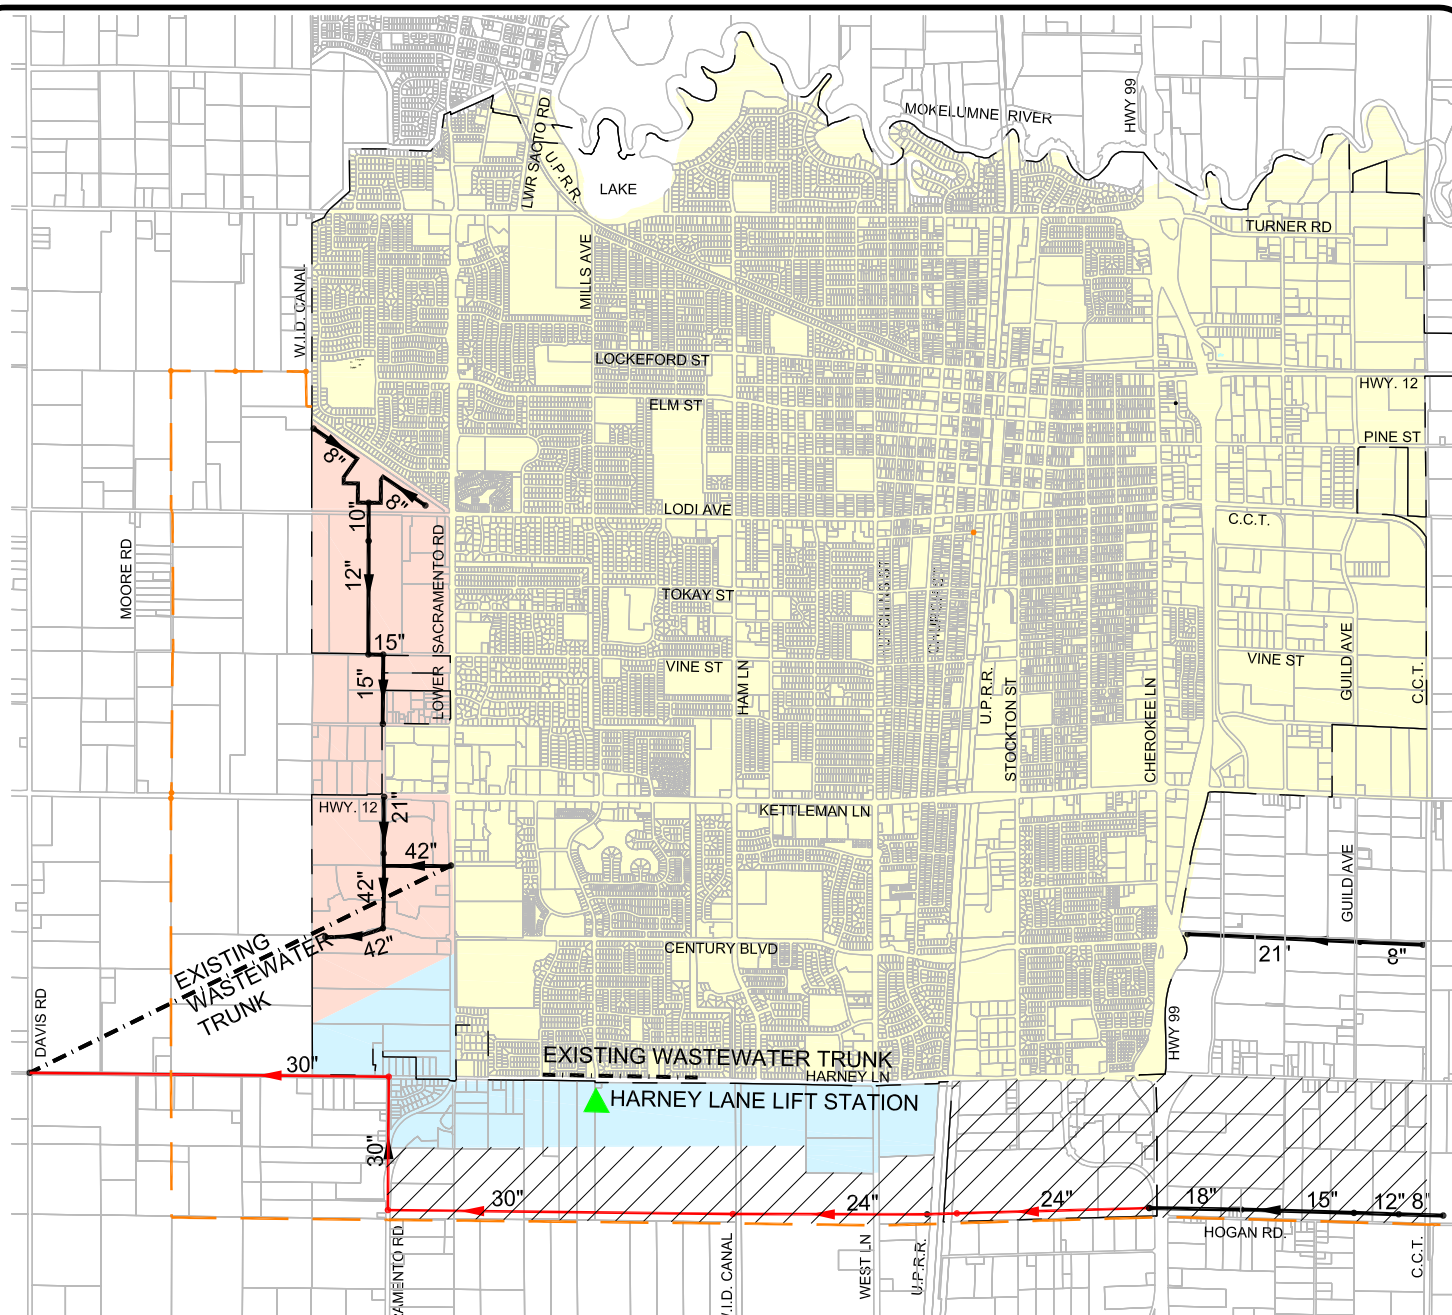 MOKELUMNE RIVER
HWY 99
LWR SACTO RD
U.P.R.R.
LAKE
TURNER RD
MILLS AVE
W.I.D. CANAL
LOCKEFORD ST
HWY. 12
ELM ST
PINE ST
8"
8"
10"
LODI AVE
C.C.T.
MOORE RD
12"
LOWER SACRAMENTO RD
TOKAY ST
15"
15"
VINE ST
HAM LN
U.P.R.R.
STOCKTON ST
CHEROKEE LN
VINE ST
GUILD AVE
C.C.T.
HWY. 12
21"
KETTLEMAN LN
42"
42"
42"
GUILD AVE
CENTURY BLVD
21'
8"
EXISTING
WASTEWATER
TRUNK
DAVIS RD
HWY 99
30"
EXISTING WASTEWATER TRUNK
HARNEY LN
HARNEY LANE LIFT STATION
30"
30"
24"
24"
18"
15"
12"
8"
HOGAN RD.
AMENTO RD
.I.D. CANAL
WEST LN
U.P.R.R.
C.C.T.